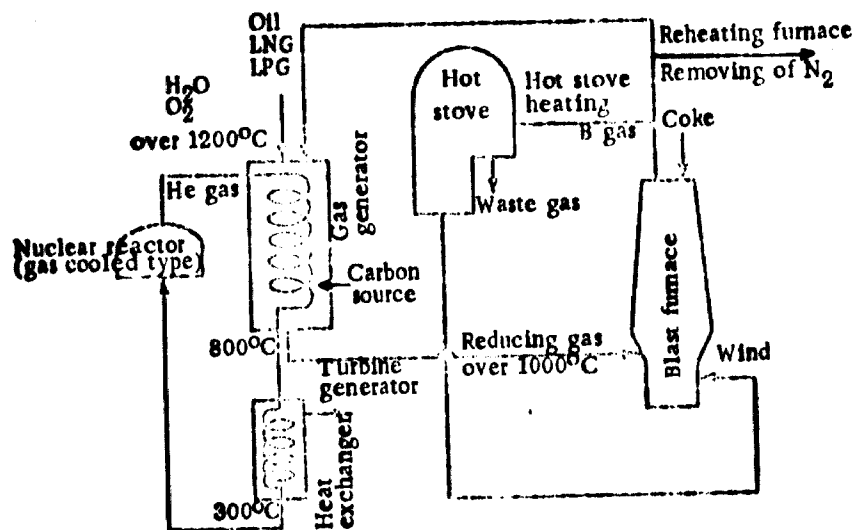 Oil
LNG
LPG
H₂O
O₂
over 1200°C
He gas
Nuclear reactor
(gas cooled type)
Gas
generator
Carbon
source
800°C
Turbine
generator
Heat
exchanger
300°C
Hot
stove
Hot stove
heating
B gas
Waste gas
Reheating furnace
Removing of N₂
Coke
Blast furnace
Reducing gas
over 1000°C
Wind